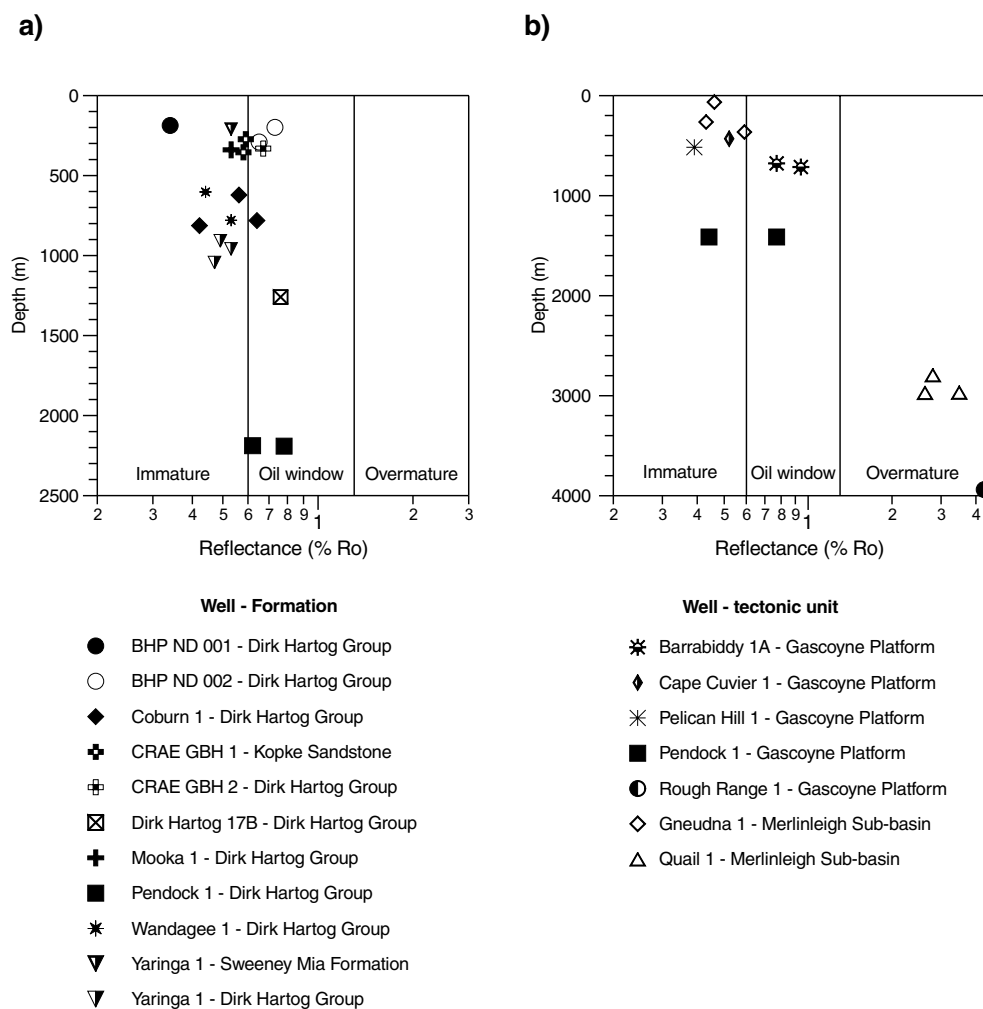 a)
0
500
1000
1500
2000
2500
Depth (m)
Immature
Oil window
Overmature
2 3 4 5 6 7 8 9 1 2 3
Reflectance (% Ro)
Well - Formation
BHP ND 001 - Dirk Hartog Group
BHP ND 002 - Dirk Hartog Group
Coburn 1 - Dirk Hartog Group
CRAE GBH 1 - Kopke Sandstone
CRAE GBH 2 - Dirk Hartog Group
Dirk Hartog 17B - Dirk Hartog Group
Mooka 1 - Dirk Hartog Group
Pendock 1 - Dirk Hartog Group
Wandagee 1 - Dirk Hartog Group
Yaringa 1 - Sweeney Mia Formation
Yaringa 1 - Dirk Hartog Group
b)
0
1000
2000
3000
4000
Depth (m)
Immature
Oil window
Overmature
2 3 4 5 6 7 8 9 1 2 3 4
Reflectance (% Ro)
Well - tectonic unit
Barrabiddy 1A - Gascoyne Platform
Cape Cuvier 1 - Gascoyne Platform
Pelican Hill 1 - Gascoyne Platform
Pendock 1 - Gascoyne Platform
Rough Range 1 - Gascoyne Platform
Gneudna 1 - Merlinleigh Sub-basin
Quail 1 - Merlinleigh Sub-basin